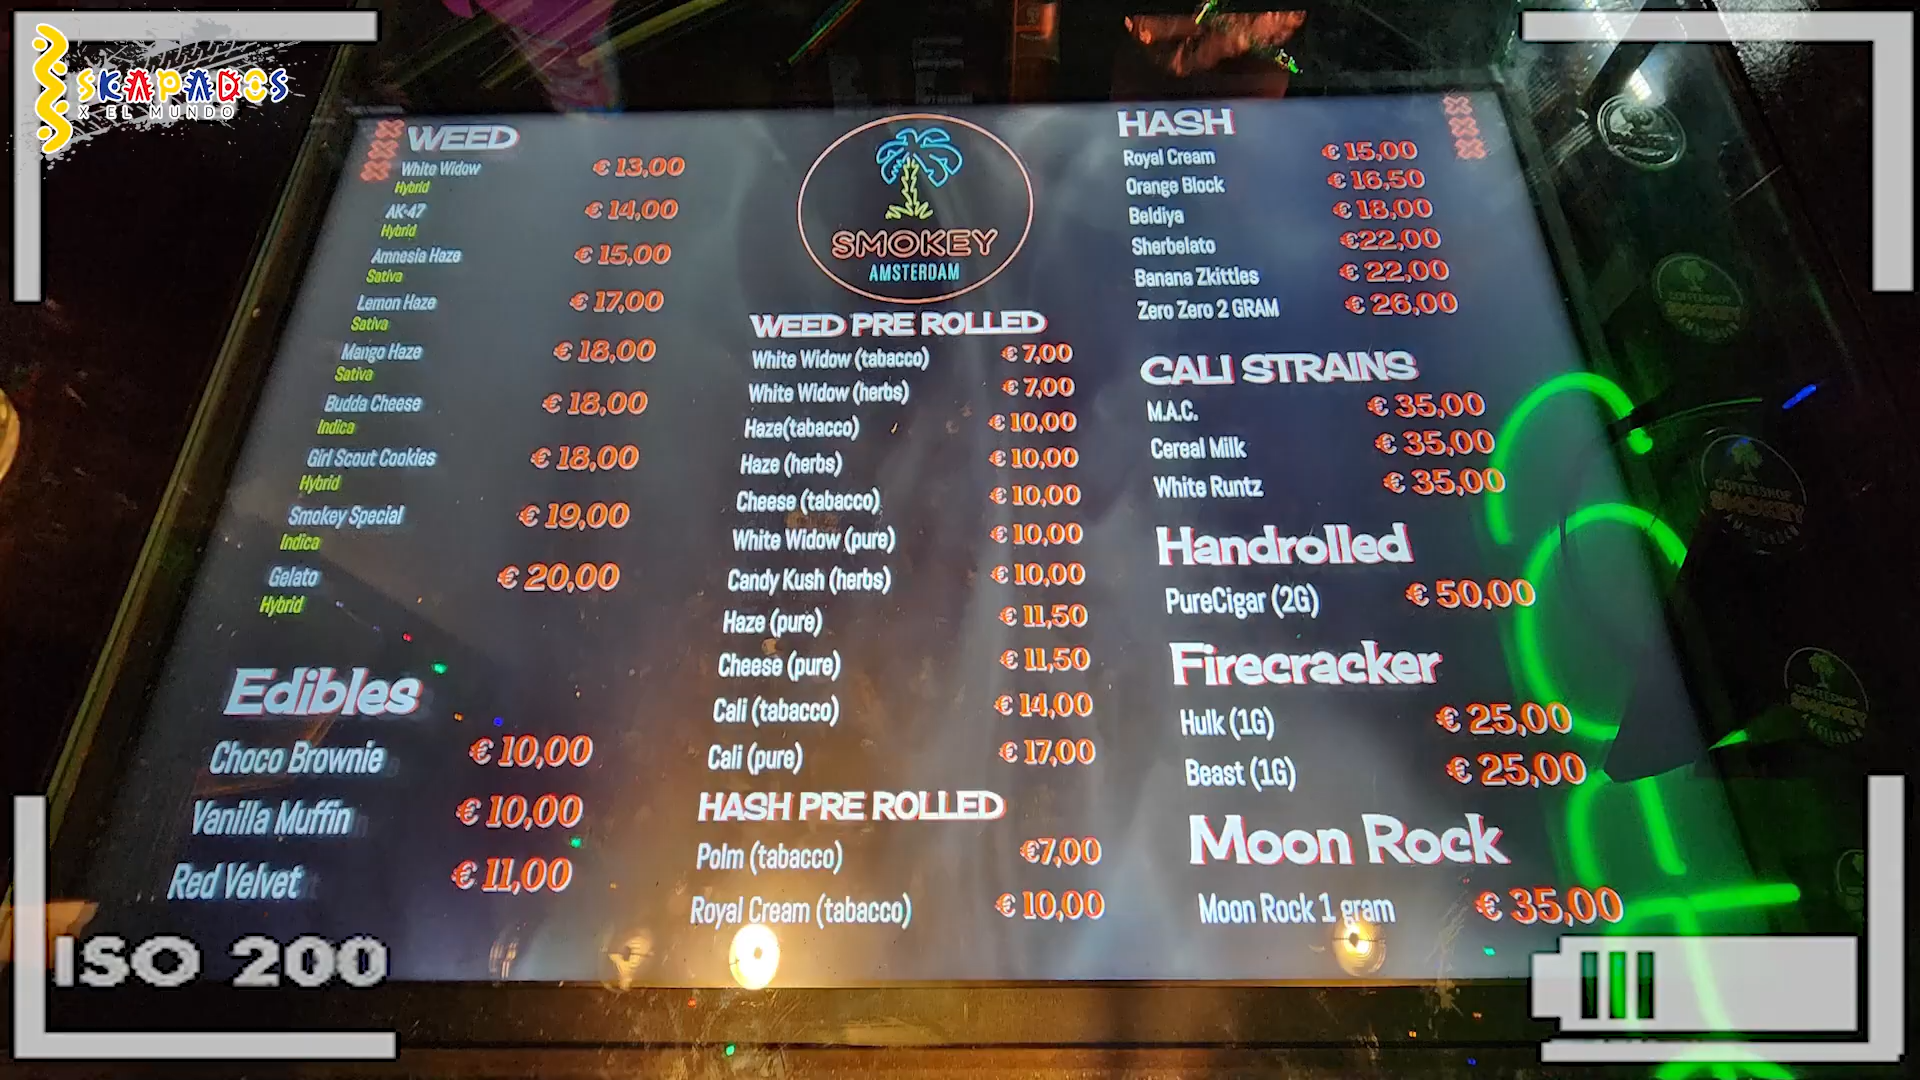 SKAPADOS
X EL MUNDO
WEED
White Widow € 13,00
Hybrid
AK-47 € 14,00
Hybrid
Amnesia Haze € 15,00
Sativa
Lemon Haze € 17,00
Sativa
Mango Haze € 18,00
Sativa
Budda Cheese € 18,00
Indica
Girl Scout Cookies € 18,00
Hybrid
Smokey Special € 19,00
Indica
Gelato € 20,00
Hybrid
Edibles
Choco Brownie € 10,00
Vanilla Muffin € 10,00
Red Velvet € 11,00
SMOKEY
AMSTERDAM
WEED PRE ROLLED
White Widow (tabacco) € 7,00
White Widow (herbs) € 7,00
Haze(tabacco) € 10,00
Haze (herbs) € 10,00
Cheese (tabacco) € 10,00
White Widow (pure) € 10,00
Candy Kush (herbs) € 10,00
Haze (pure) € 11,50
Cheese (pure) € 11,50
Cali (tabacco) € 14,00
Cali (pure) € 17,00
HASH PRE ROLLED
Polm (tabacco) €7,00
Royal Cream (tabacco) € 10,00
HASH
Royal Cream € 15,00
Orange Block € 16,50
Beldiya € 18,00
Sherbelato €22,00
Banana Zkittles € 22,00
Zero Zero 2 GRAM € 26,00
CALI STRAINS
M.A.C. € 35,00
Cereal Milk € 35,00
White Runtz € 35,00
Handrolled
PureCigar (2G) € 50,00
Firecracker
Hulk (1G) € 25,00
Beast (1G) € 25,00
Moon Rock
Moon Rock 1 gram € 35,00
COFFEESHOP
SMOKEY
AMSTERDAM
ISO 200